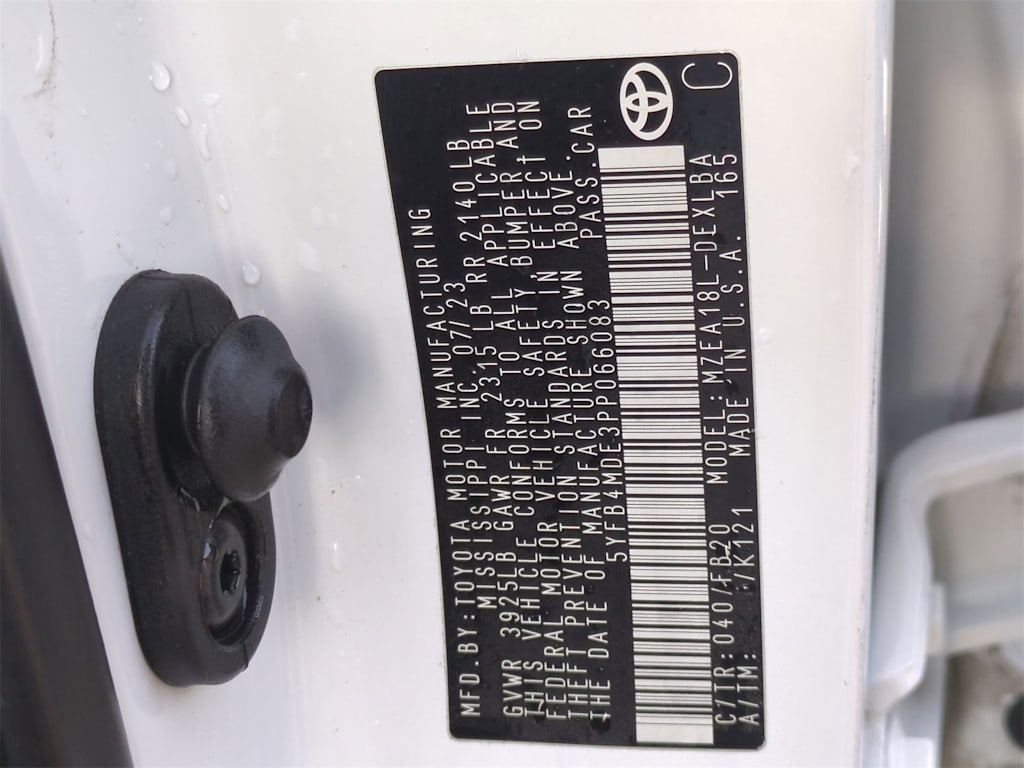 MFD.BY:TOYOTA MOTOR MANUFACTURING
MISSISSIPPI INC. 07/23
GVWR 3925LB GAWR FR 2315LB RR 2140LB
THIS VEHICLE CONFORMS TO ALL APPLICABLE
FEDERAL MOTOR VEHICLE SAFETY, BUMPER AND
THEFT PREVENTION STANDARDS IN EFFECT ON
THE DATE OF MANUFACTURE SHOWN ABOVE.
5YFB4MDE3PP066083 PASS.CAR
C/TR:040/FB20 MODEL:MZEA18L-DEXLBA
A/TM: /K121 MADE IN U.S.A. 165
C